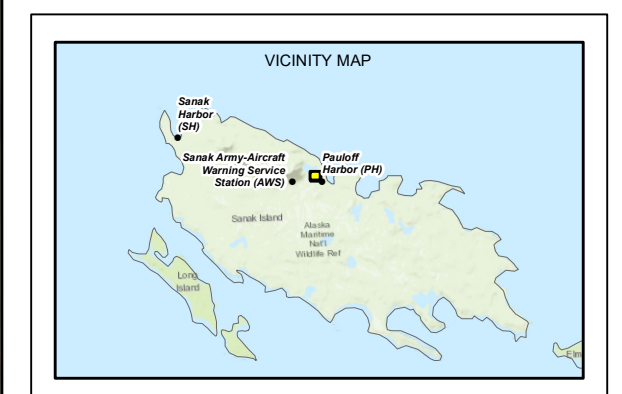 VICINITY MAP
Sanak
Harbor
(SH)
Sanak Army-Aircraft
Warning Service
Station (AWS)
Pauloff
Harbor (PH)
Sanak Island
Alaska
Maritime
Nat'l
Wildlife Ref
Long
Island
Elm